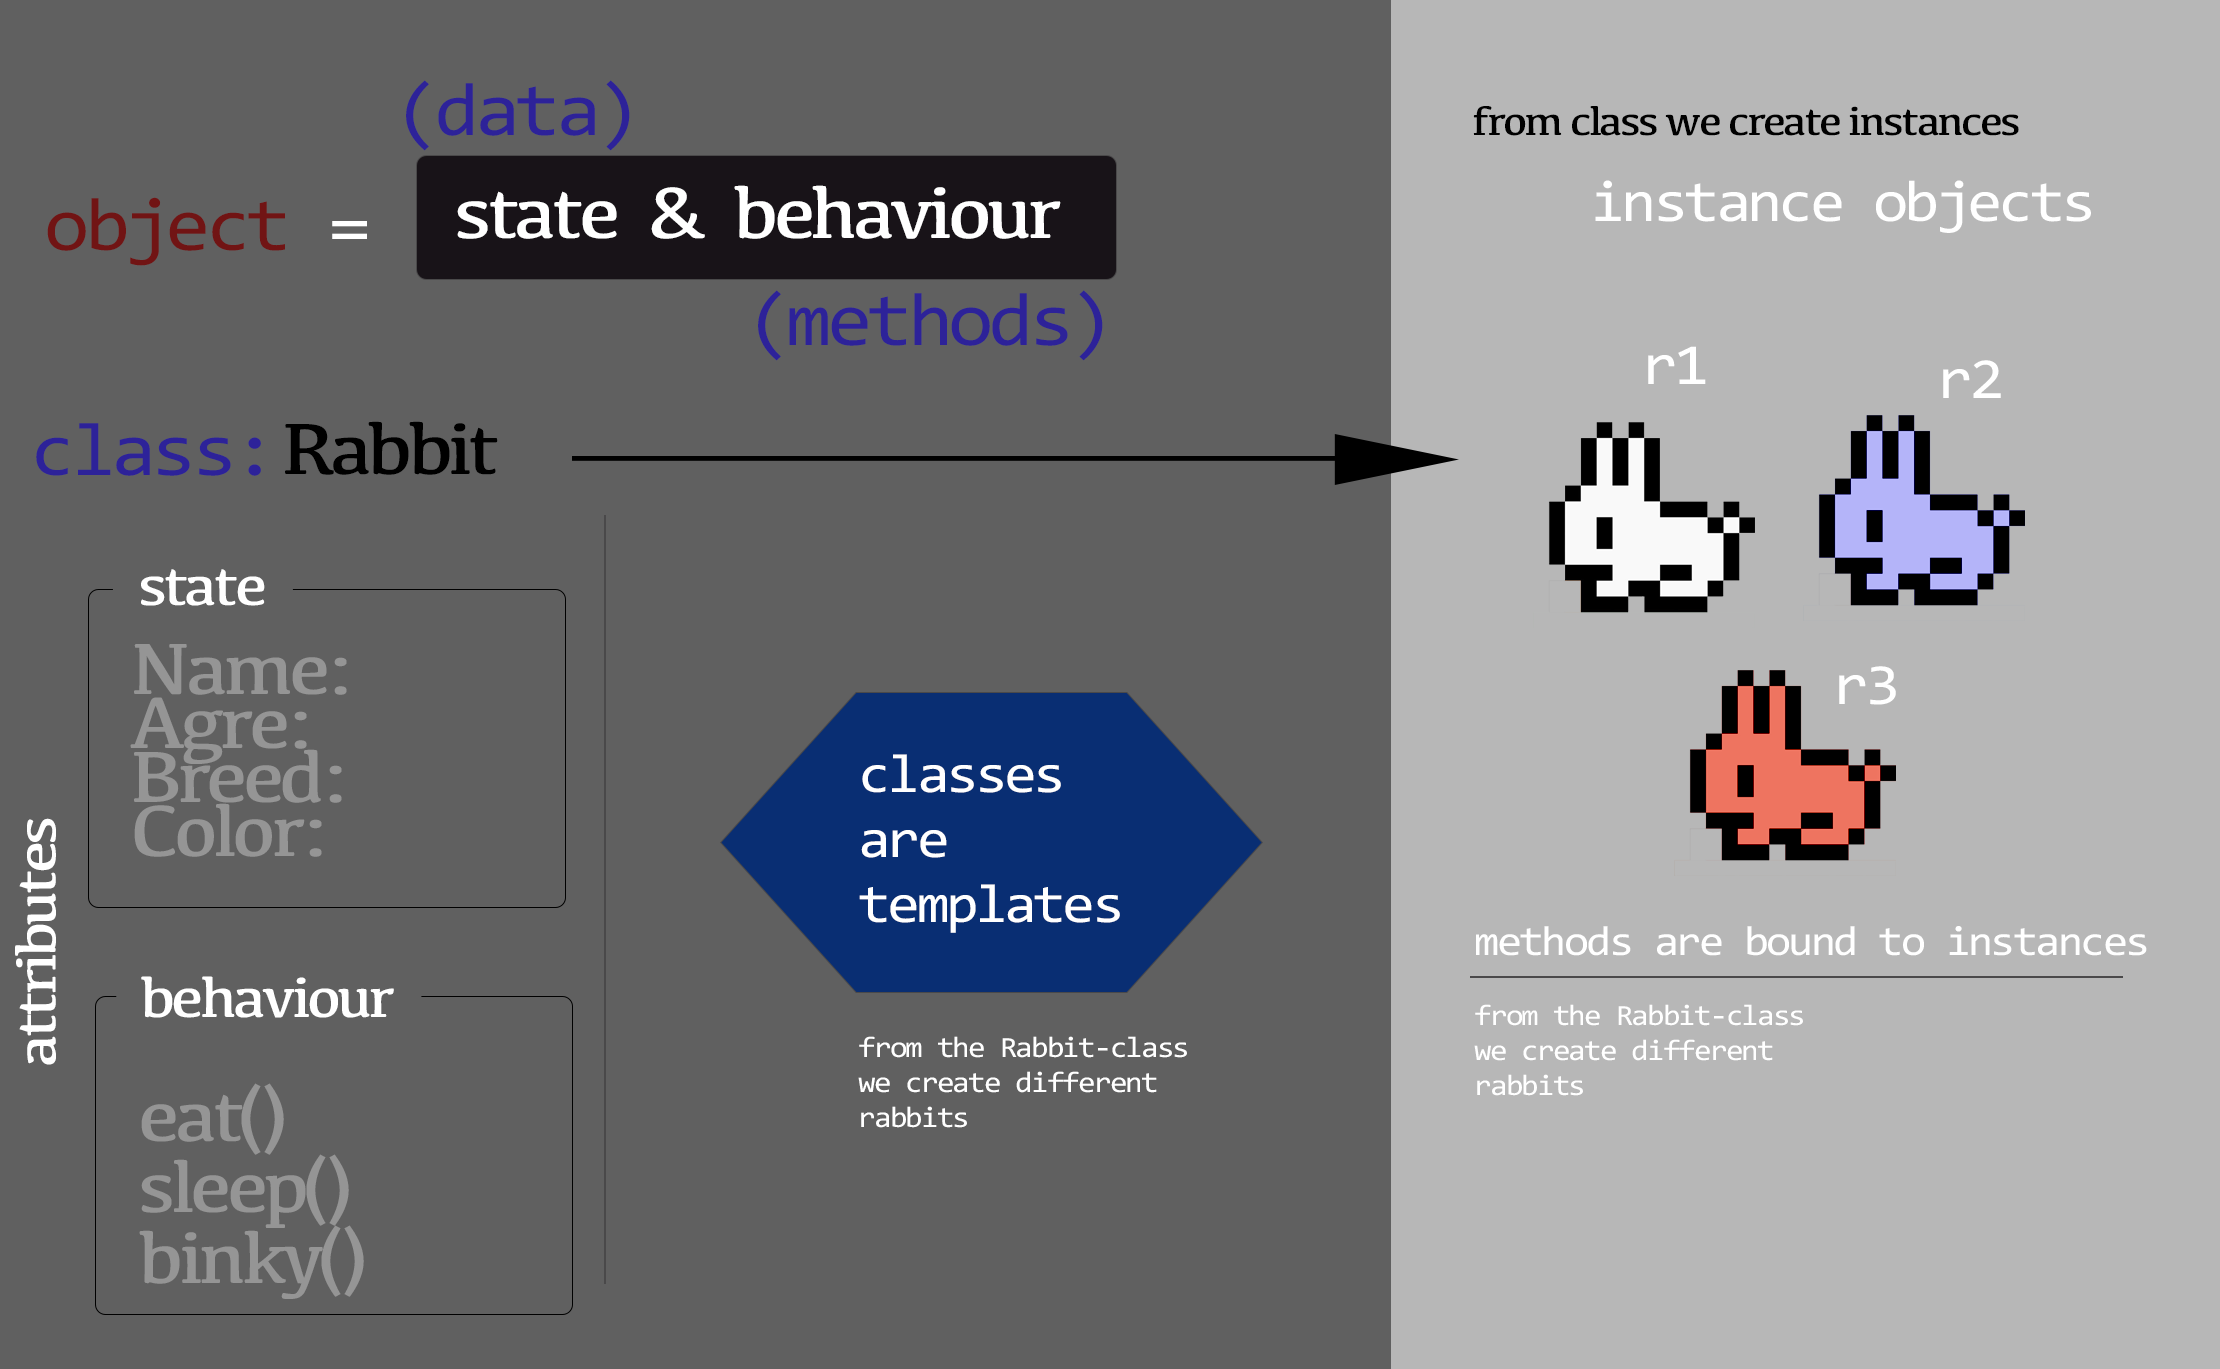 (data)
object = state & behaviour
(methods)
class: Rabbit
attributes
state
Name:
Agre:
Breed:
Color:
behaviour
eat()
sleep()
binky()
classes
are
templates
from the Rabbit-class
we create different
rabbits
from class we create instances
instance objects
r1
r2
r3
methods are bound to instances
from the Rabbit-class
we create different
rabbits